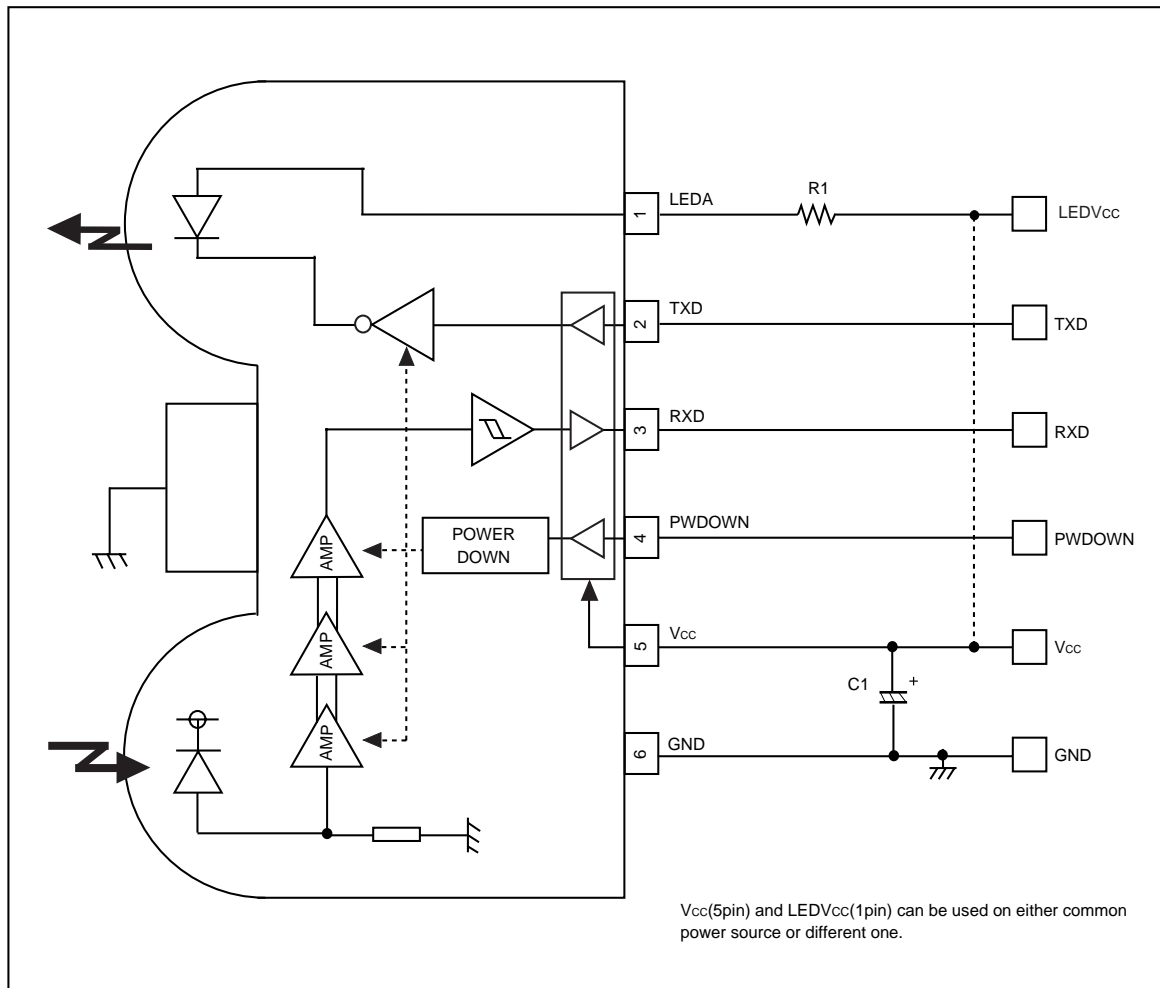 1 LEDA R1 LEDVcc
2 TXD TXD
3 RXD RXD
POWER
DOWN
4 PWDOWN PWDOWN
AMP
AMP
AMP
5 Vcc Vcc
C1 +
6 GND GND
Vcc(5pin) and LEDVcc(1pin) can be used on either common
power source or different one.